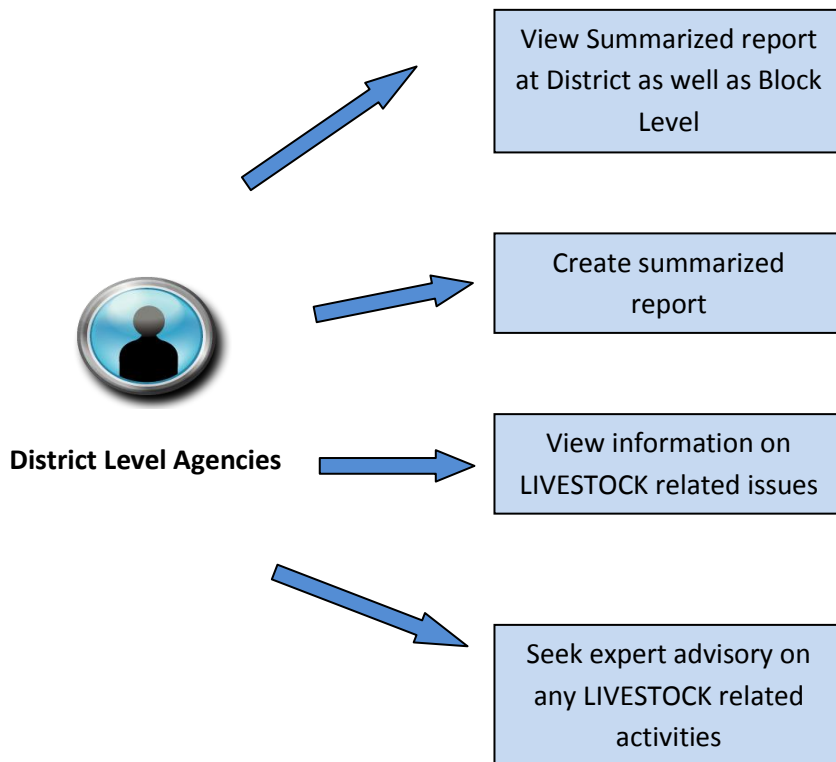 View Summarized report
at District as well as Block
Level
Create summarized
report
District Level Agencies
View information on
LIVESTOCK related issues
Seek expert advisory on
any LIVESTOCK related
activities